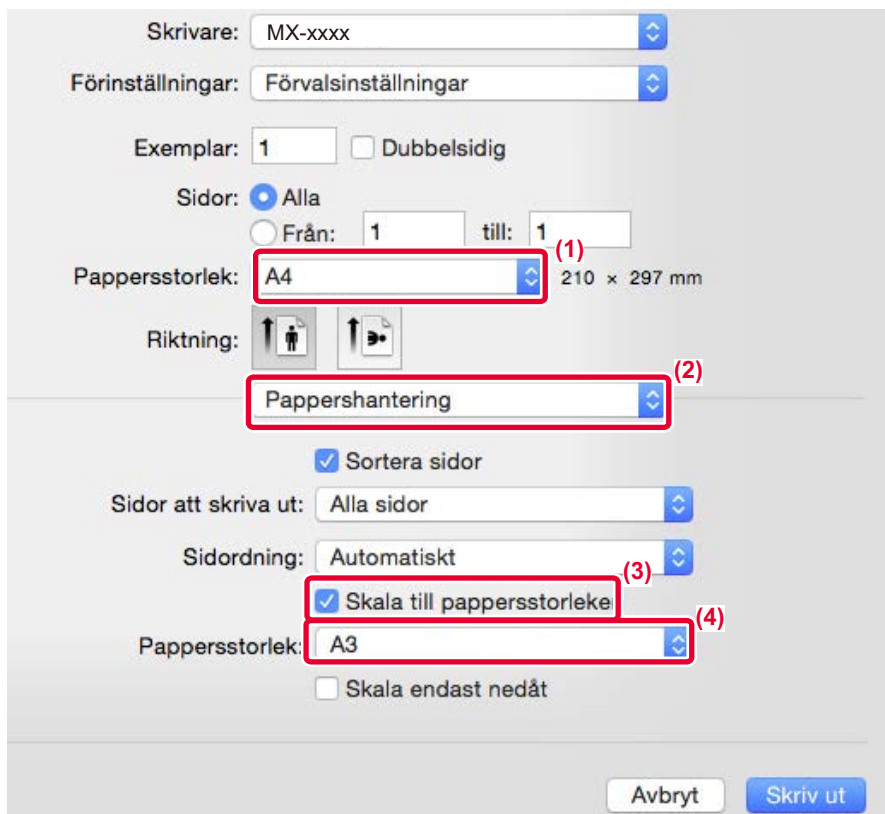 Skrivare: MX-xxxx
Förinställningar: Förvalsinställningar
Exemplar: 1 Dubbelsidig
Sidor: Alla
Från: 1 till: 1
(1)
Pappersstorlek: A4 210 × 297 mm
Riktning:
(2)
Pappershantering
Sortera sidor
Sidor att skriva ut: Alla sidor
Sidordning: Automatiskt
(3)
Skala till pappersstorleke
(4)
Pappersstorlek: A3
Skala endast nedåt
Avbryt Skriv ut